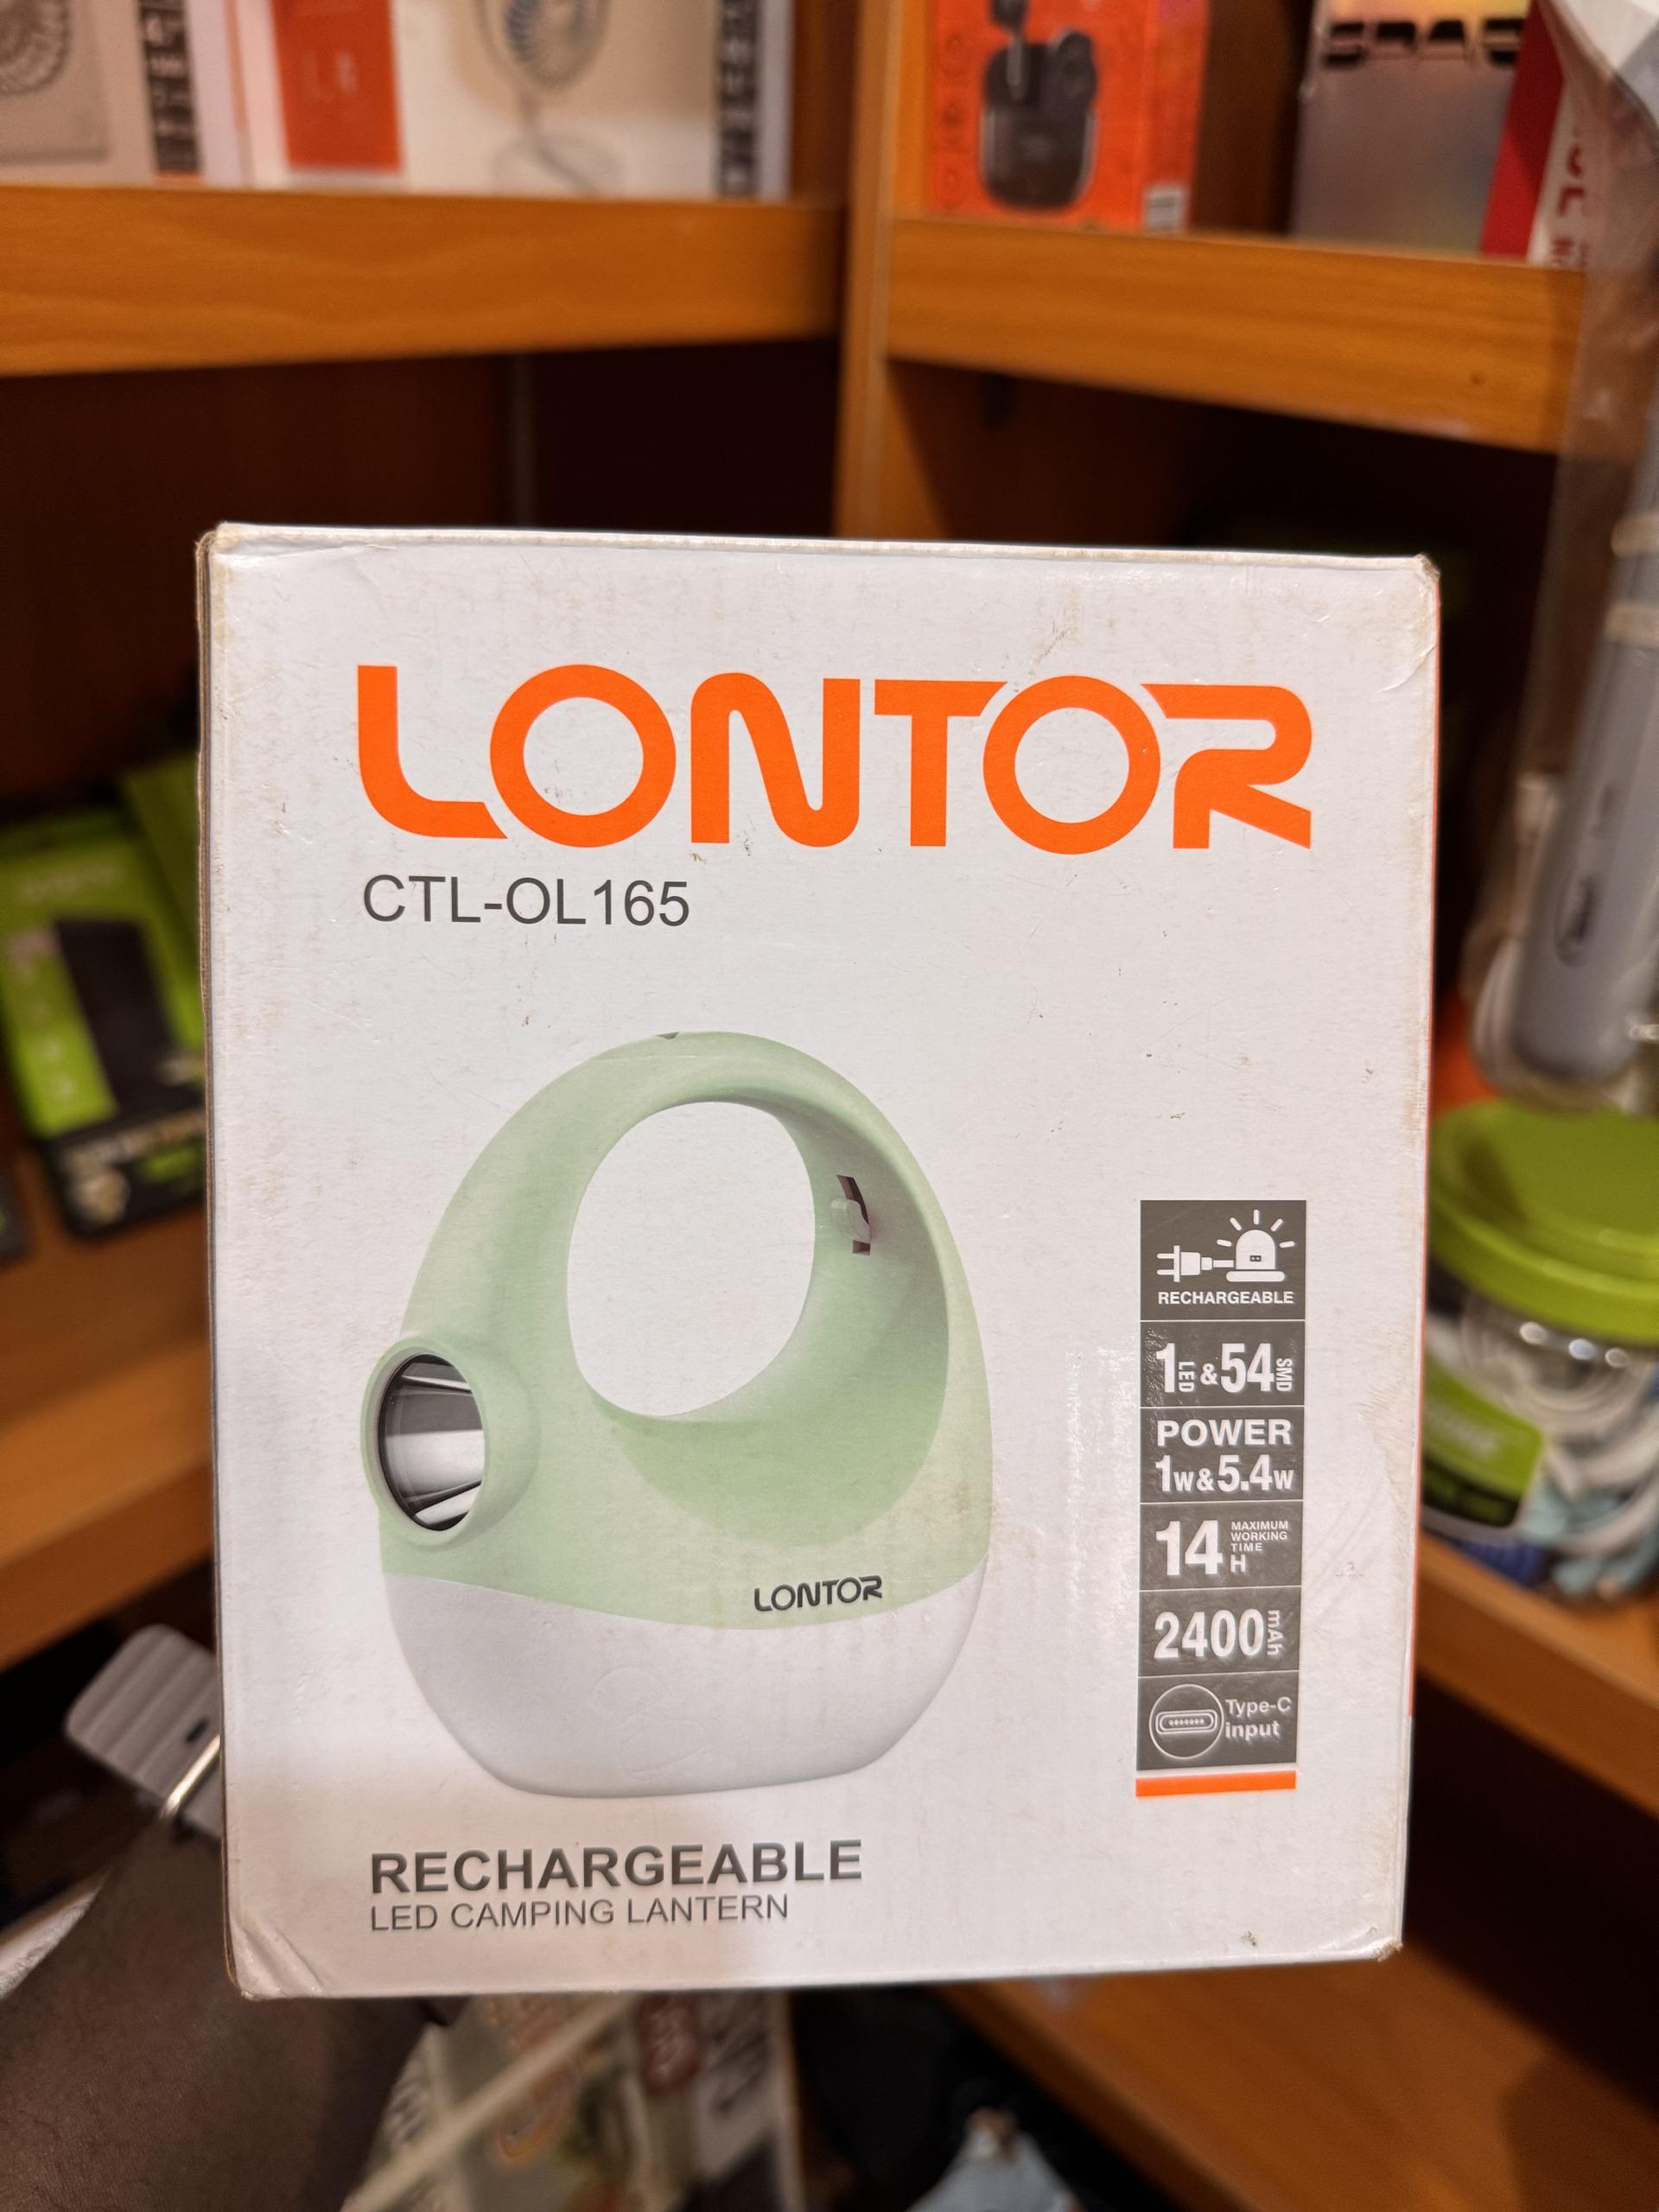 LONTOR
CTL-OL165
LONTOR
RECHARGEABLE
1 LED & 54 SMD
POWER
1W & 5.4W
14 H MAXIMUM WORKING TIME
2400 mAh
Type-C
input
RECHARGEABLE
LED CAMPING LANTERN